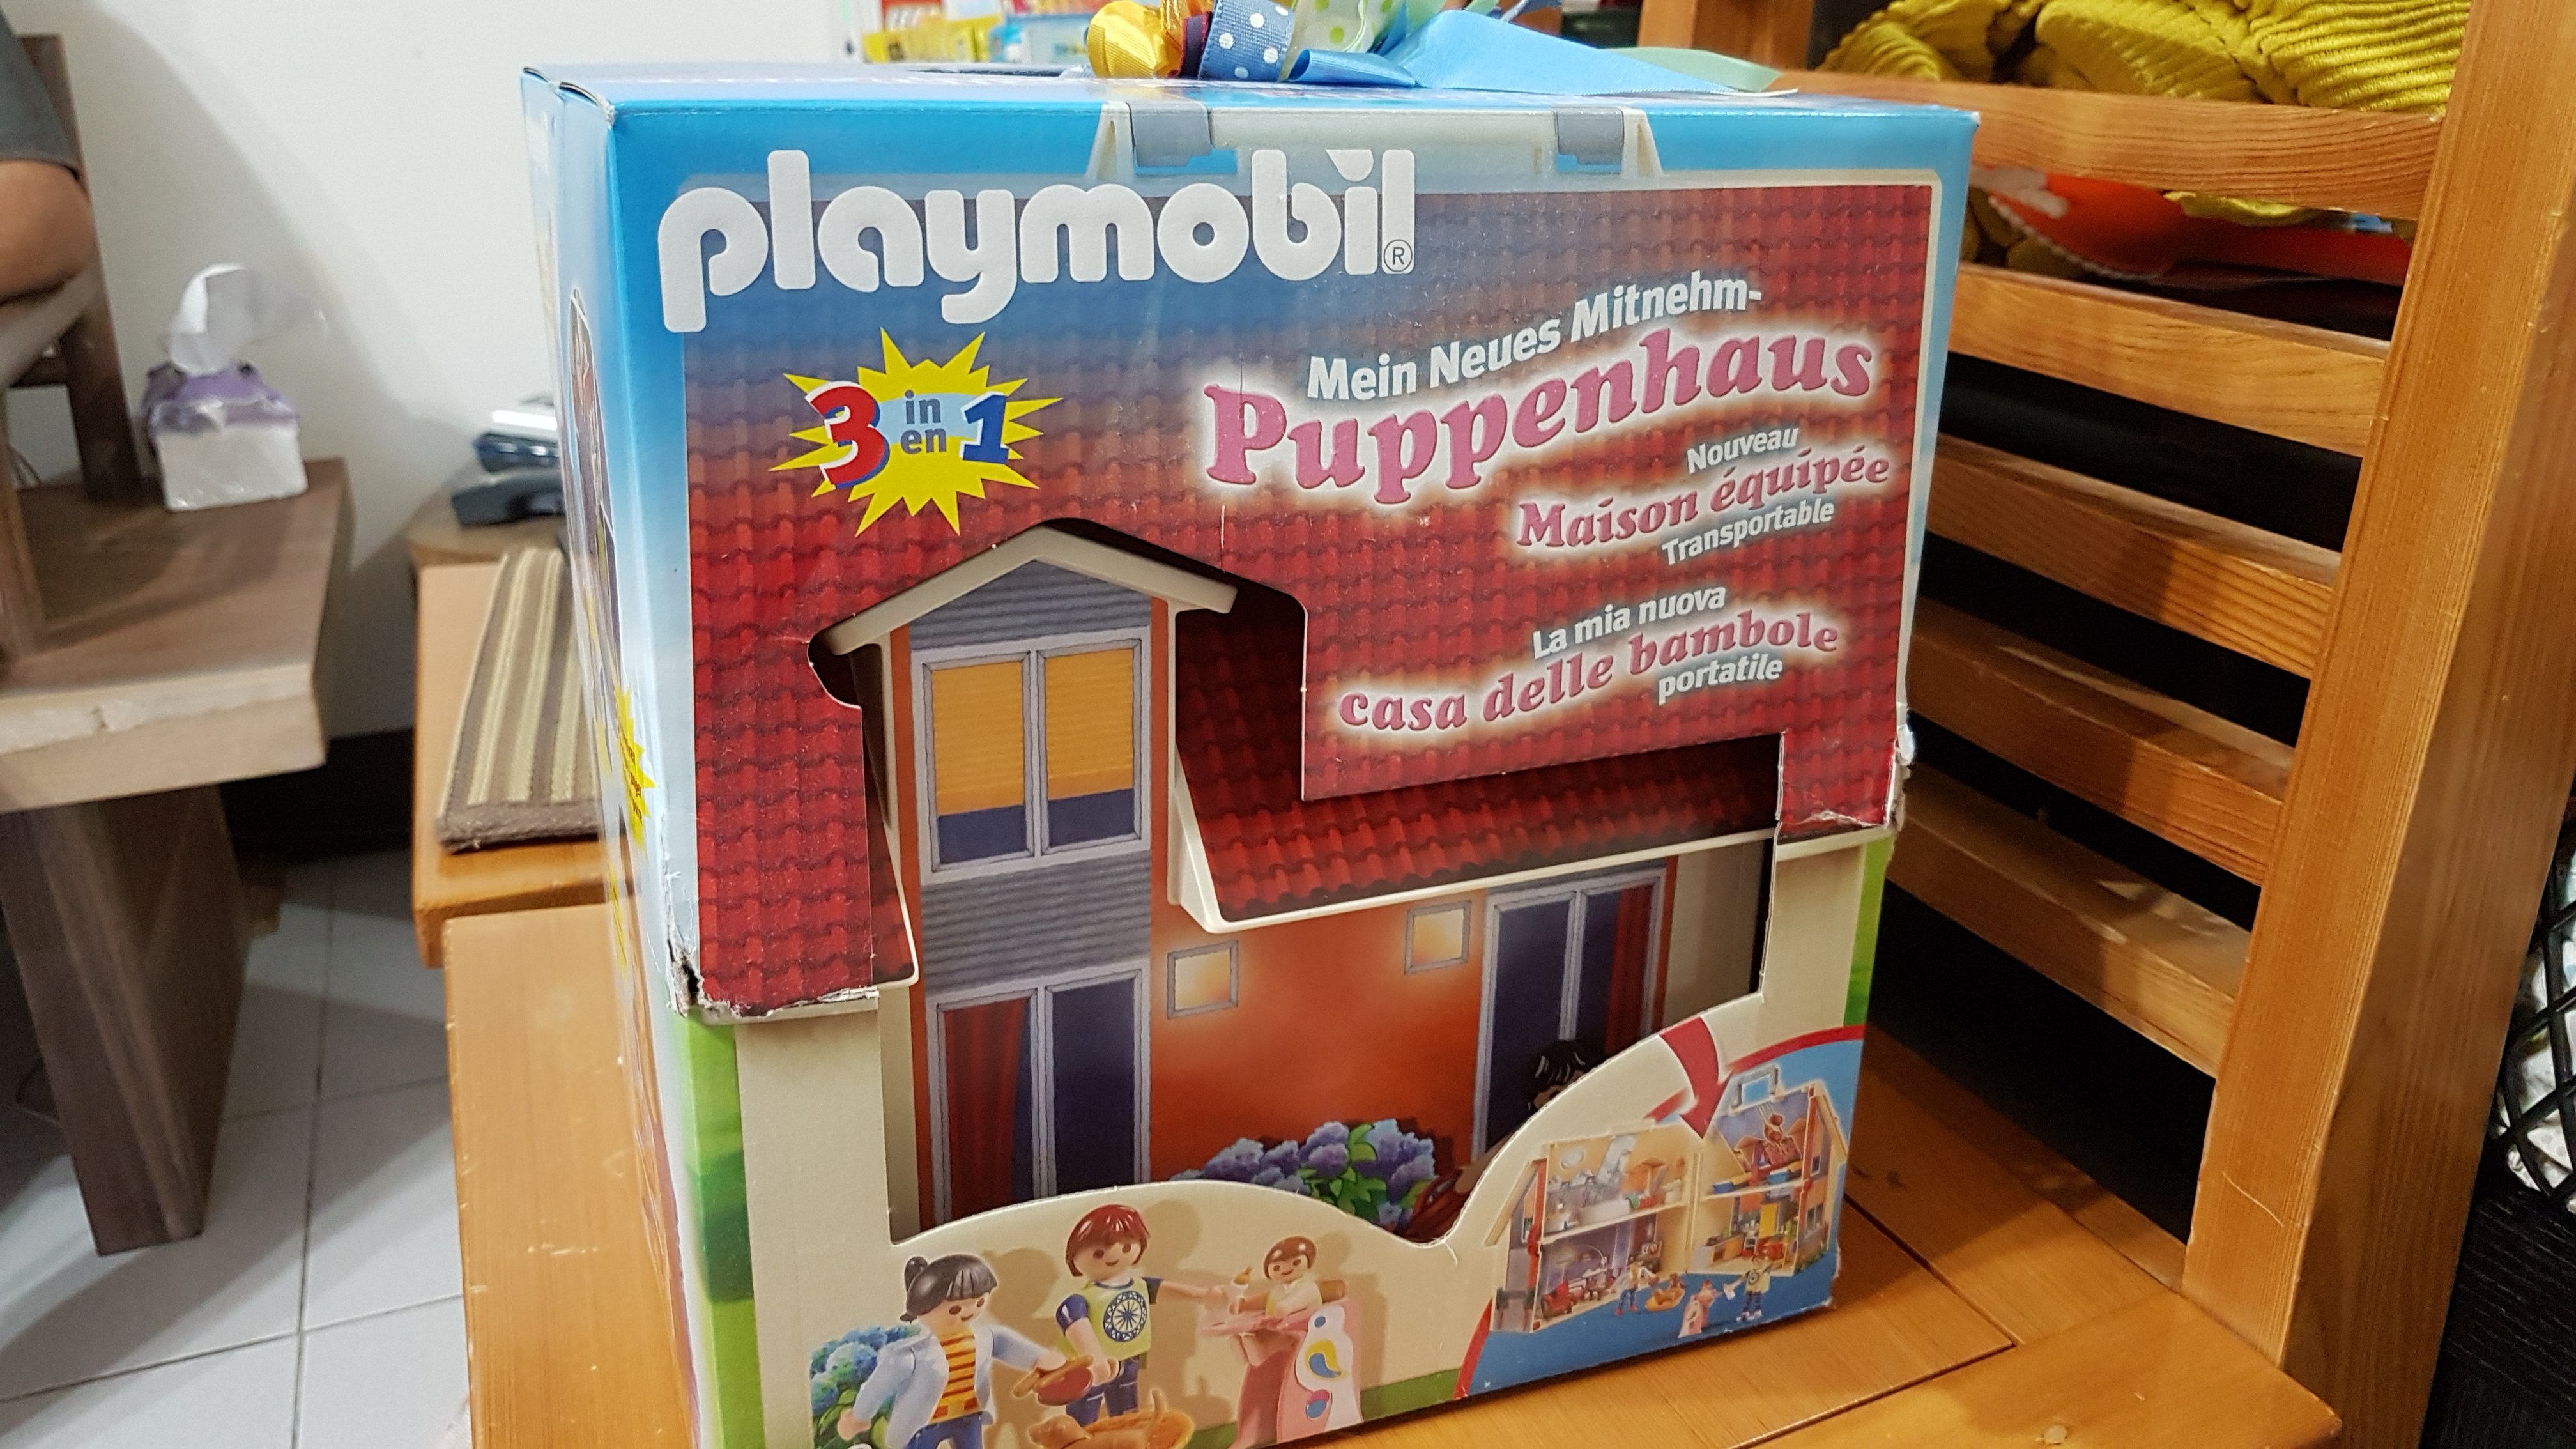 playmobil®
3 in en 1
Mein Neues Mitnehm-
Puppenhaus
Nouveau
Maison équipée
Transportable
La mia nuova
casa delle bambole
portatile